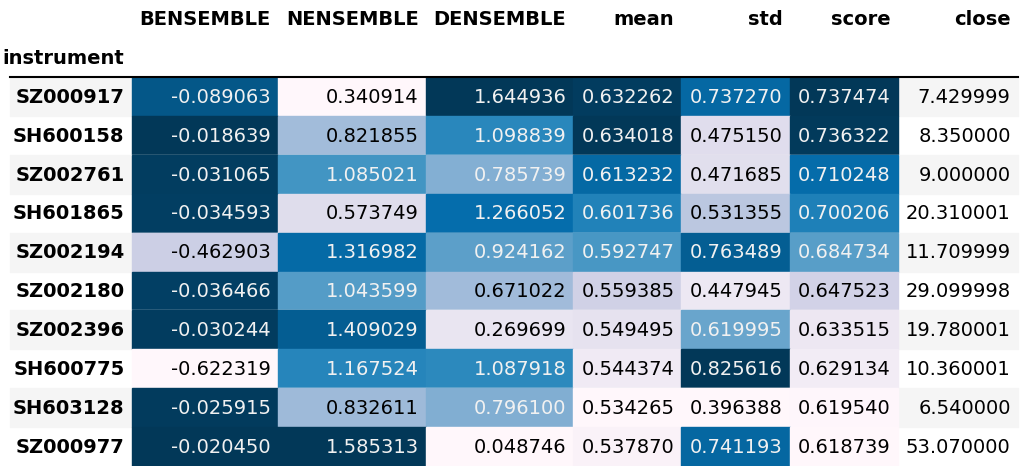 BENSEMBLE NENSEMBLE DENSEMBLE mean std score close
instrument
SZ000917 -0.089063 0.340914 1.644936 0.632262 0.737270 0.737474 7.429999
SH600158 -0.018639 0.821855 1.098839 0.634018 0.475150 0.736322 8.350000
SZ002761 -0.031065 1.085021 0.785739 0.613232 0.471685 0.710248 9.000000
SH601865 -0.034593 0.573749 1.266052 0.601736 0.531355 0.700206 20.310001
SZ002194 -0.462903 1.316982 0.924162 0.592747 0.763489 0.684734 11.709999
SZ002180 -0.036466 1.043599 0.671022 0.559385 0.447945 0.647523 29.099998
SZ002396 -0.030244 1.409029 0.269699 0.549495 0.619995 0.633515 19.780001
SH600775 -0.622319 1.167524 1.087918 0.544374 0.825616 0.629134 10.360001
SH603128 -0.025915 0.832611 0.796100 0.534265 0.396388 0.619540 6.540000
SZ000977 -0.020450 1.585313 0.048746 0.537870 0.741193 0.618739 53.070000